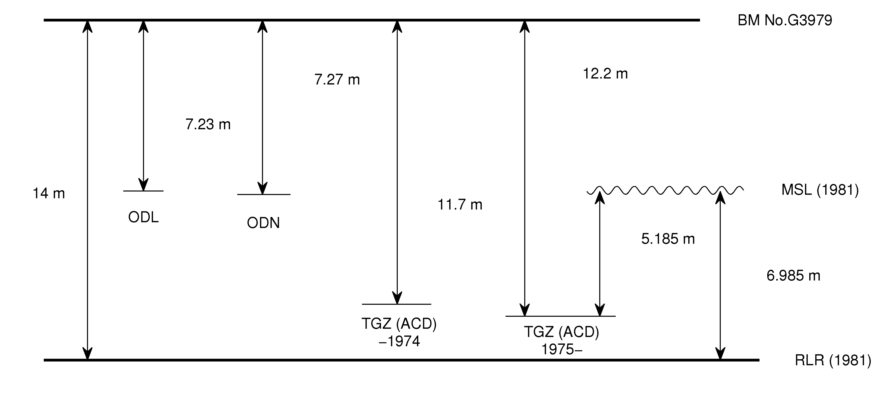 BM No.G3979
12.2 m
7.27 m
7.23 m
14 m
MSL (1981)
11.7 m
ODL
ODN
5.185 m
6.985 m
TGZ (ACD)
−1974
TGZ (ACD)
1975−
RLR (1981)